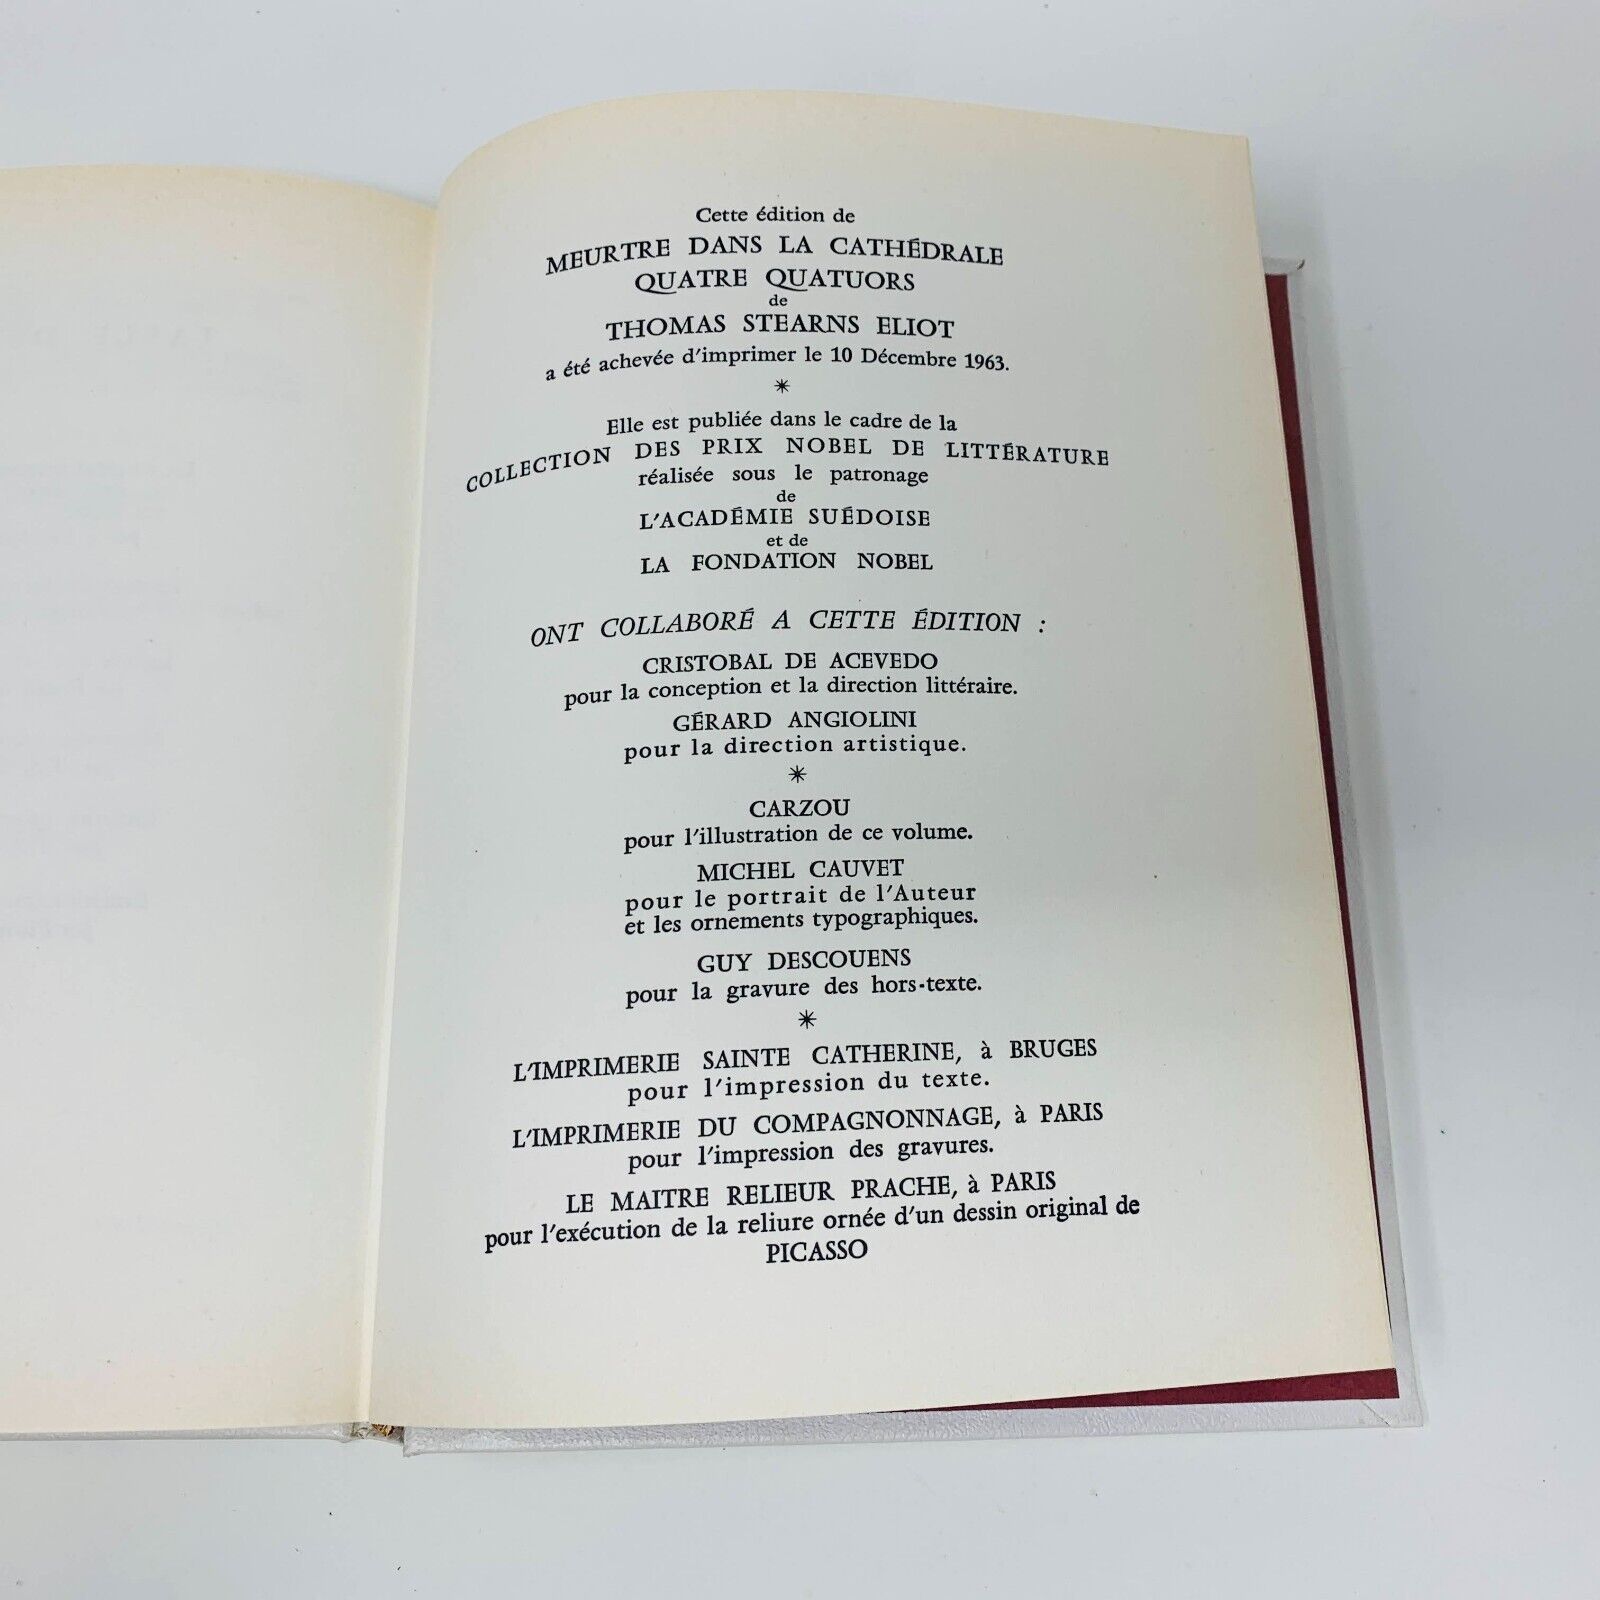 Cette édition de
MEURTRE DANS LA CATHÉDRALE
QUATRE QUATUORS
de
THOMAS STEARNS ELIOT
a été achevée d'imprimer le 10 Décembre 1963.
*
Elle est publiée dans le cadre de la
COLLECTION DES PRIX NOBEL DE LITTÉRATURE
réalisée sous le patronage
de
L'ACADÉMIE SUÉDOISE
et de
LA FONDATION NOBEL
ONT COLLABORÉ A CETTE ÉDITION :
CRISTOBAL DE ACEVEDO
pour la conception et la direction littéraire.
GÉRARD ANGIOLINI
pour la direction artistique.
*
CARZOU
pour l'illustration de ce volume.
MICHEL CAUVET
pour le portrait de l'Auteur
et les ornements typographiques.
GUY DESCOUENS
pour la gravure des hors-texte.
*
L'IMPRIMERIE SAINTE CATHERINE, à BRUGES
pour l'impression du texte.
L'IMPRIMERIE DU COMPAGNONNAGE, à PARIS
pour l'impression des gravures.
LE MAITRE RELIEUR PRACHE, à PARIS
pour l'exécution de la reliure ornée d'un dessin original de
PICASSO